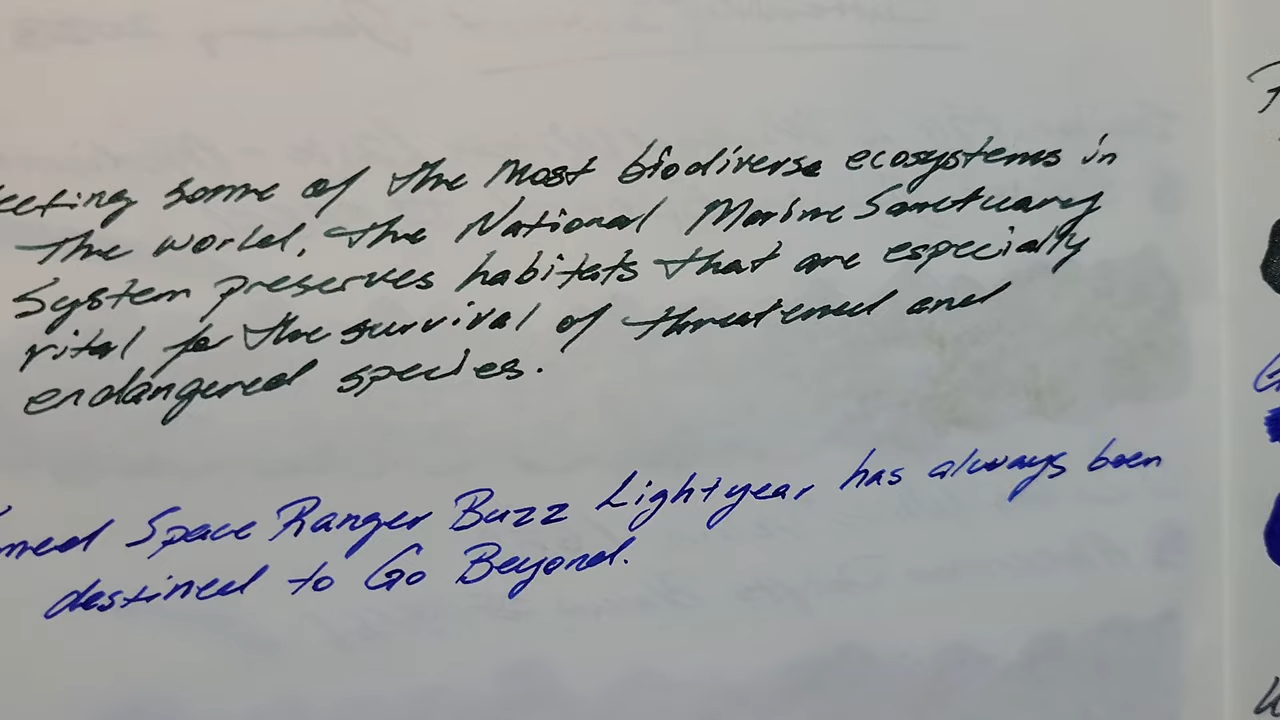 some of the most biodiverse ecosystems in
the world, the National Marine Sanctuary
System preserves habitats that are especially
vital for the survival of threatened and
endangered species.
Space Ranger Buzz Lightyear has always been
destined to Go Beyond.